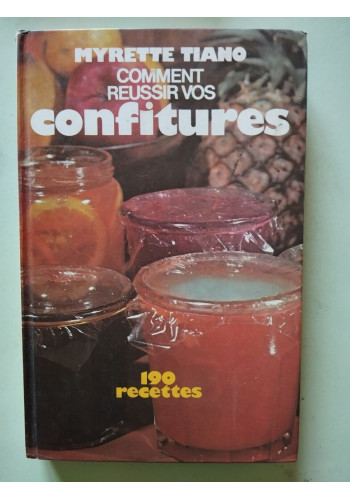 MYRETTE TIANO
COMMENT
REUSSIR VOS
confitures
190
recettes